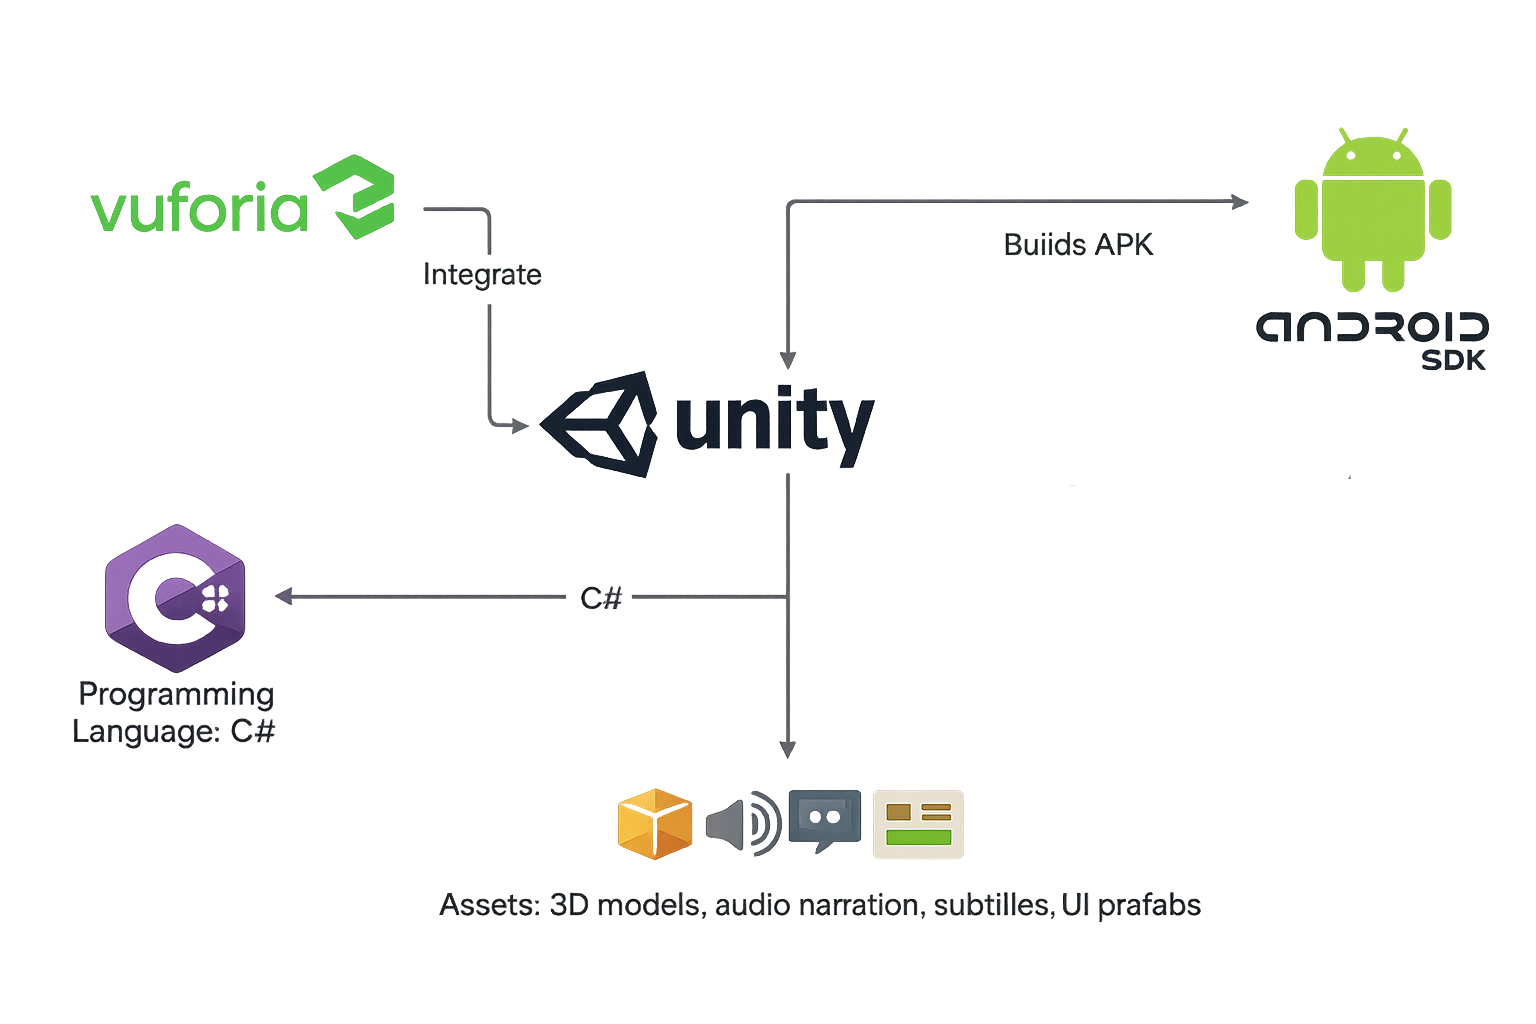 vuforia
Integrate
Buiids APK
ANDROID
SDK
unity
C#
Programming
Language: C#
Assets: 3D models, audio narration, subtilles, UI prafabs